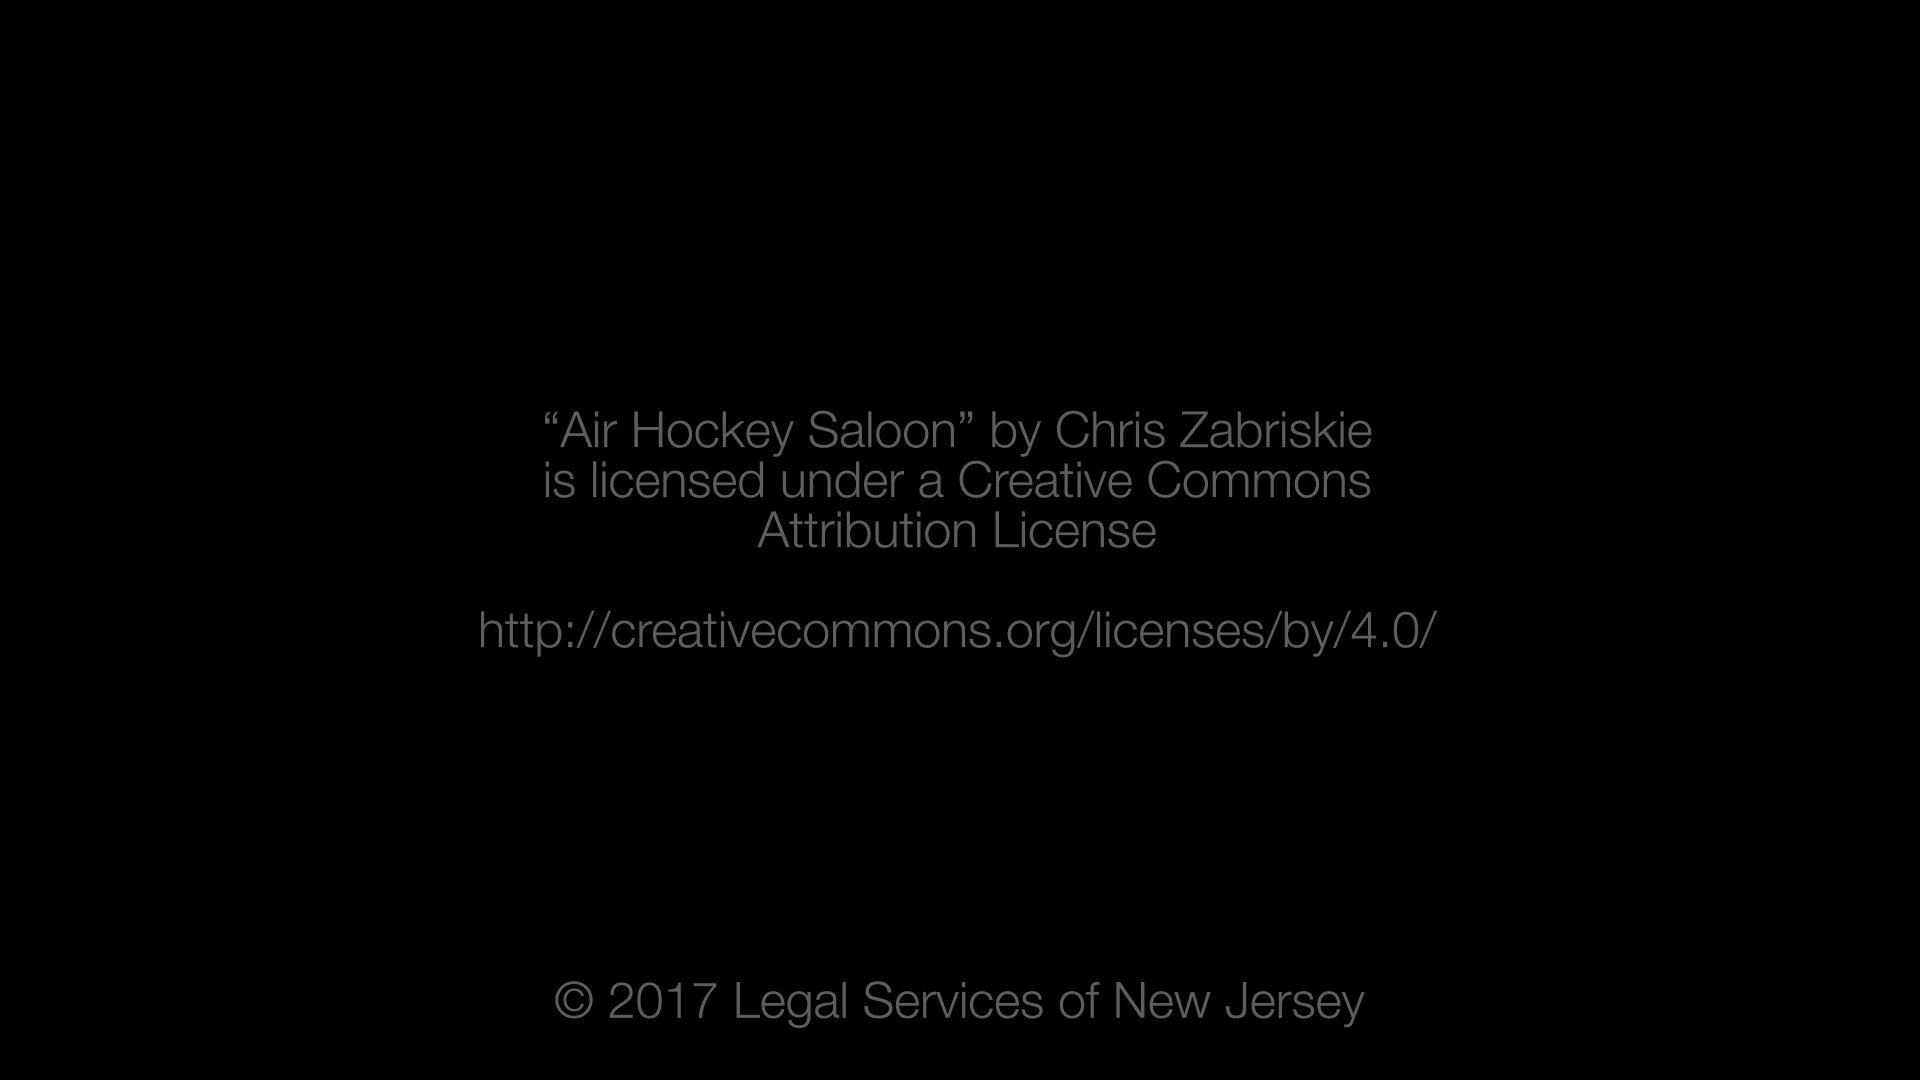 “Air Hockey Saloon” by Chris Zabriskie
is licensed under a Creative Commons
Attribution License
http://creativecommons.org/licenses/by/4.0/
© 2017 Legal Services of New Jersey